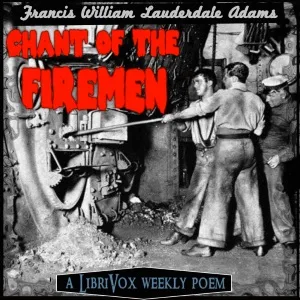 Francis William Lauderdale Adams
CHANT OF THE
FIREMEN
A LIBRIVOX WEEKLY POEM